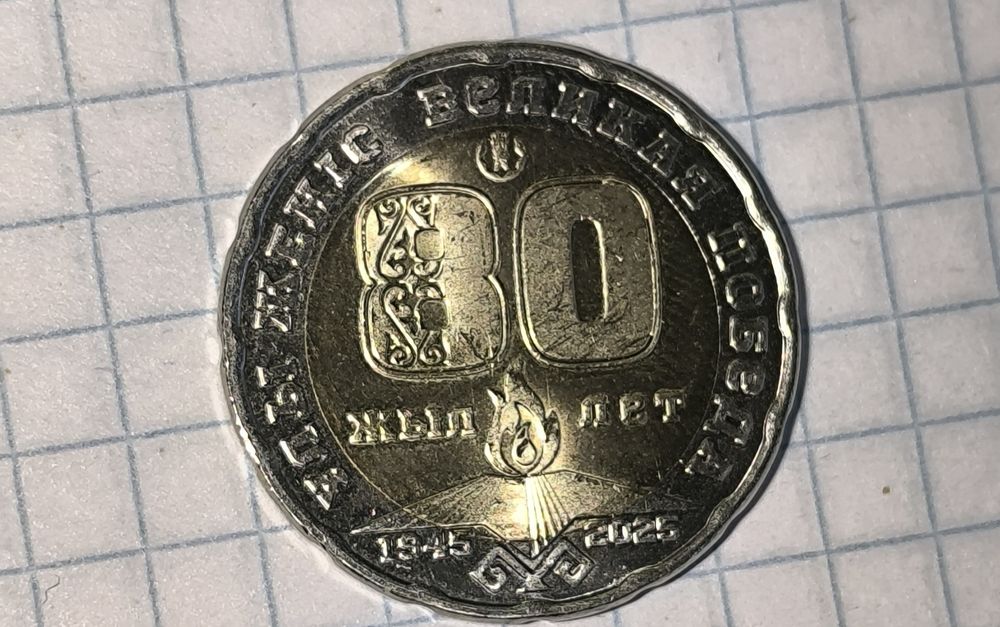 ҰЛЫ ЖЕҢІС ВЕЛИКАЯ ПОБЕДА
80
ЖЫЛ ЛЕТ
1945 2025